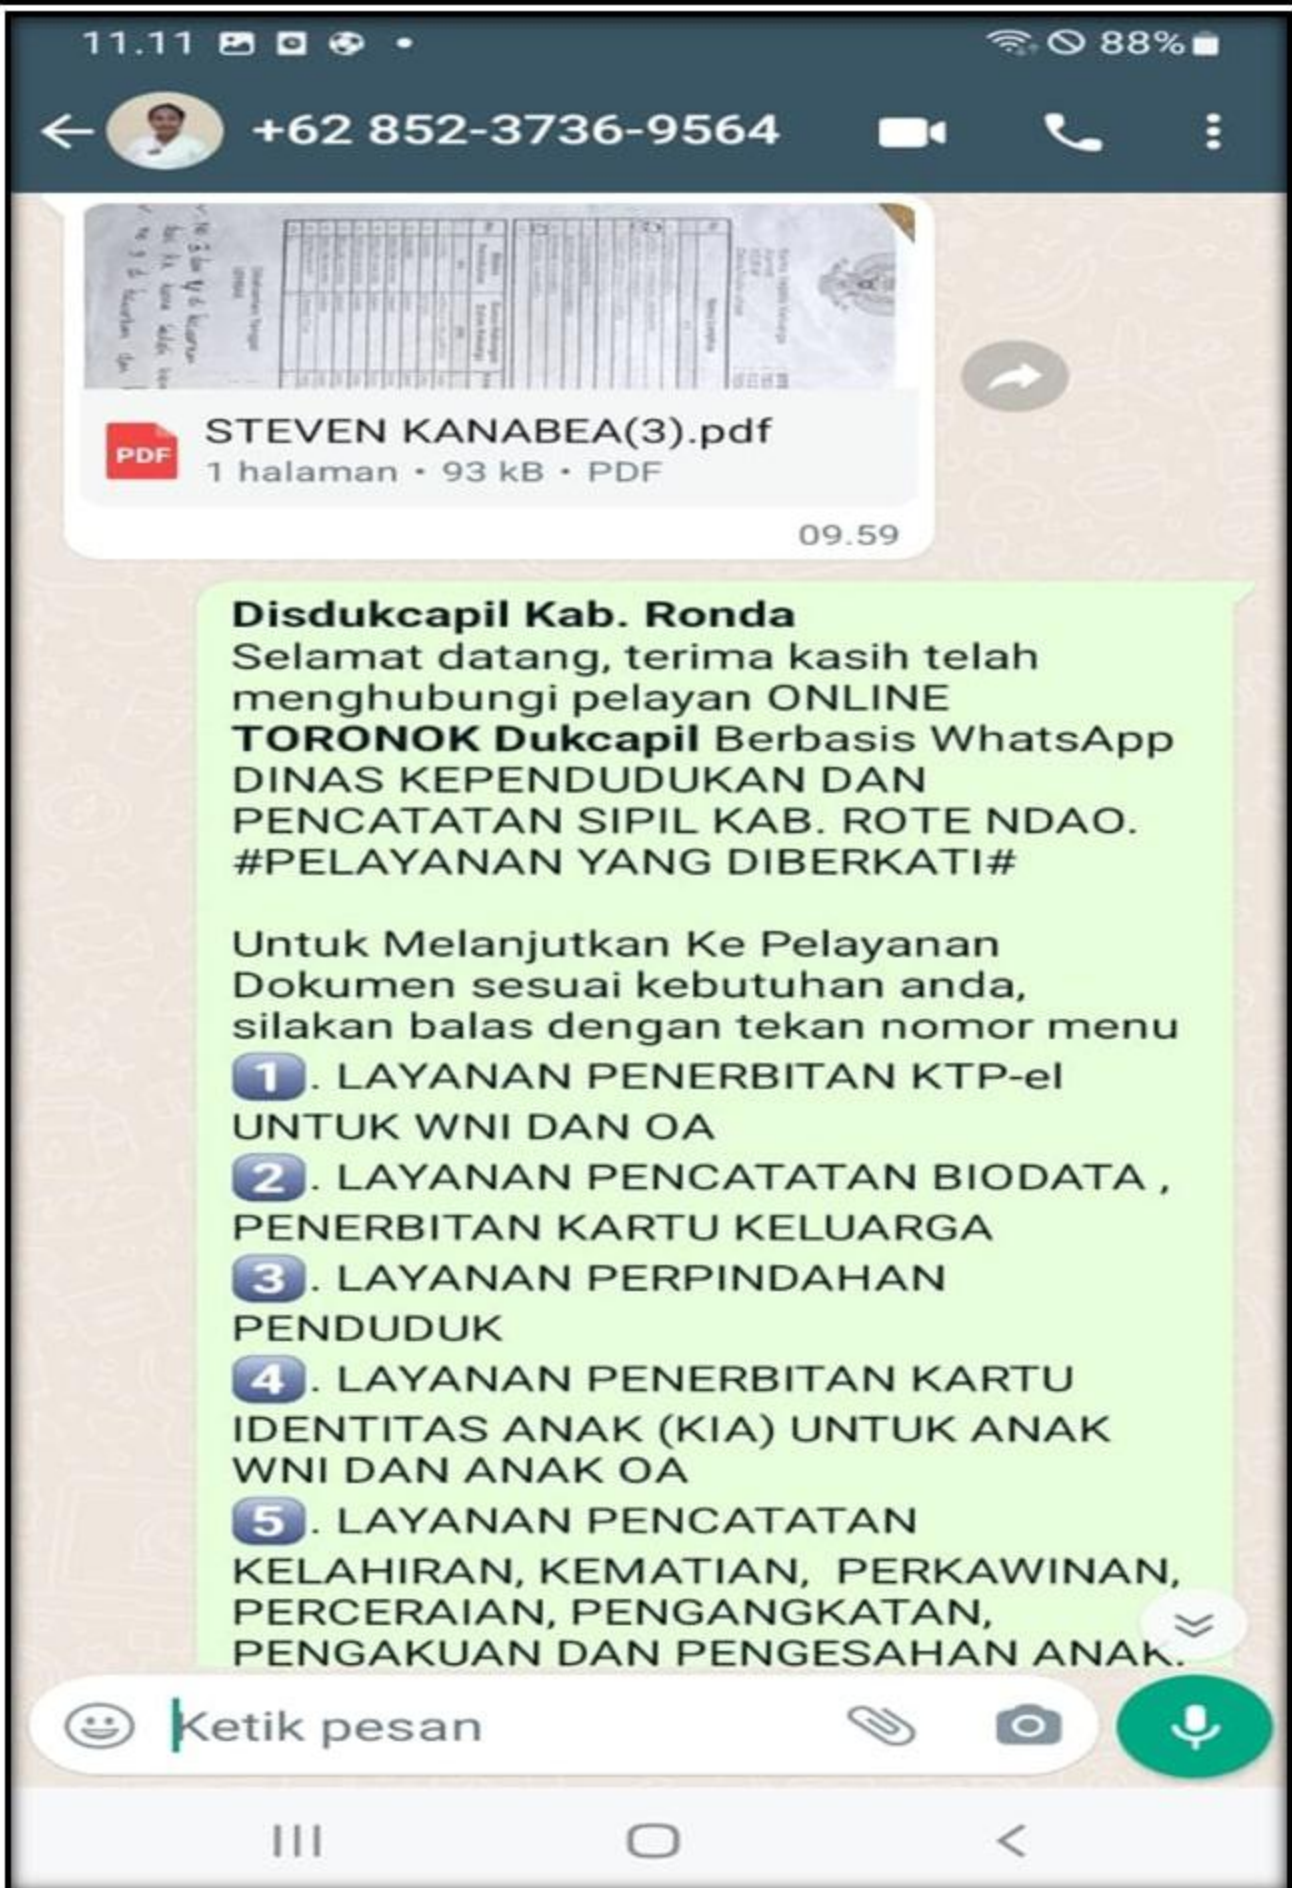 11.11
88%
+62 852-3736-9564
STEVEN KANABEA(3).pdf
PDF
1 halaman • 93 kB • PDF
09.59
Disdukcapil Kab. Ronda
Selamat datang, terima kasih telah
menghubungi pelayan ONLINE
TORONOK Dukcapil Berbasis WhatsApp
DINAS KEPENDUDUKAN DAN
PENCATATAN SIPIL KAB. ROTE NDAO.
#PELAYANAN YANG DIBERKATI#
Untuk Melanjutkan Ke Pelayanan
Dokumen sesuai kebutuhan anda,
silakan balas dengan tekan nomor menu
1. LAYANAN PENERBITAN KTP-el
UNTUK WNI DAN OA
2. LAYANAN PENCATATAN BIODATA ,
PENERBITAN KARTU KELUARGA
3. LAYANAN PERPINDAHAN
PENDUDUK
4. LAYANAN PENERBITAN KARTU
IDENTITAS ANAK (KIA) UNTUK ANAK
WNI DAN ANAK OA
5. LAYANAN PENCATATAN
KELAHIRAN, KEMATIAN, PERKAWINAN,
PERCERAIAN, PENGANGKATAN,
PENGAKUAN DAN PENGESAHAN ANAK.
Ketik pesan